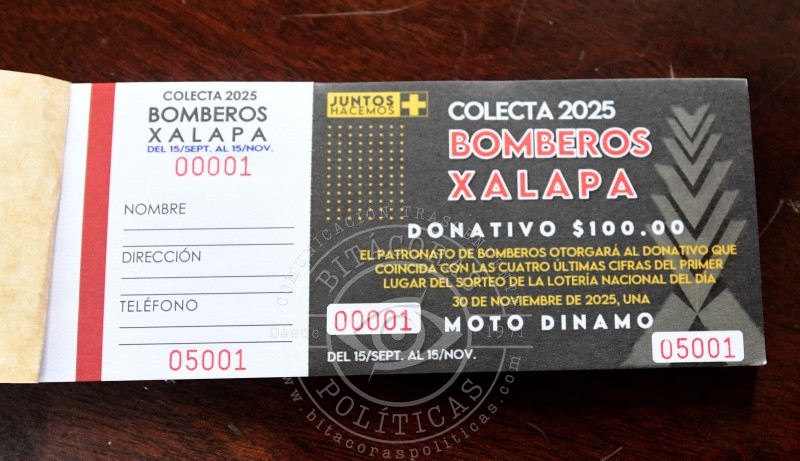 COLECTA 2025
BOMBEROS
XALAPA
DEL 15/SEPT. AL 15/NOV.
00001
NOMBRE
DIRECCIÓN
TELÉFONO
05001
JUNTOS
HACEMOS
COLECTA 2025
BOMBEROS
XALAPA
DONATIVO $100.00
EL PATRONATO DE BOMBEROS OTORGARÁ AL DONATIVO QUE
COINCIDA CON LAS CUATRO ÚLTIMAS CIFRAS DEL PRIMER
LUGAR DEL SORTEO DE LA LOTERÍA NACIONAL DEL DÍA
30 DE NOVIEMBRE DE 2025, UNA
00001 MOTO DINAMO
DEL 15/SEPT. AL 15/NOV.
05001
BITÁCORAS
POLÍTICAS
Desde 1971
www.bitacoraspoliticas.com